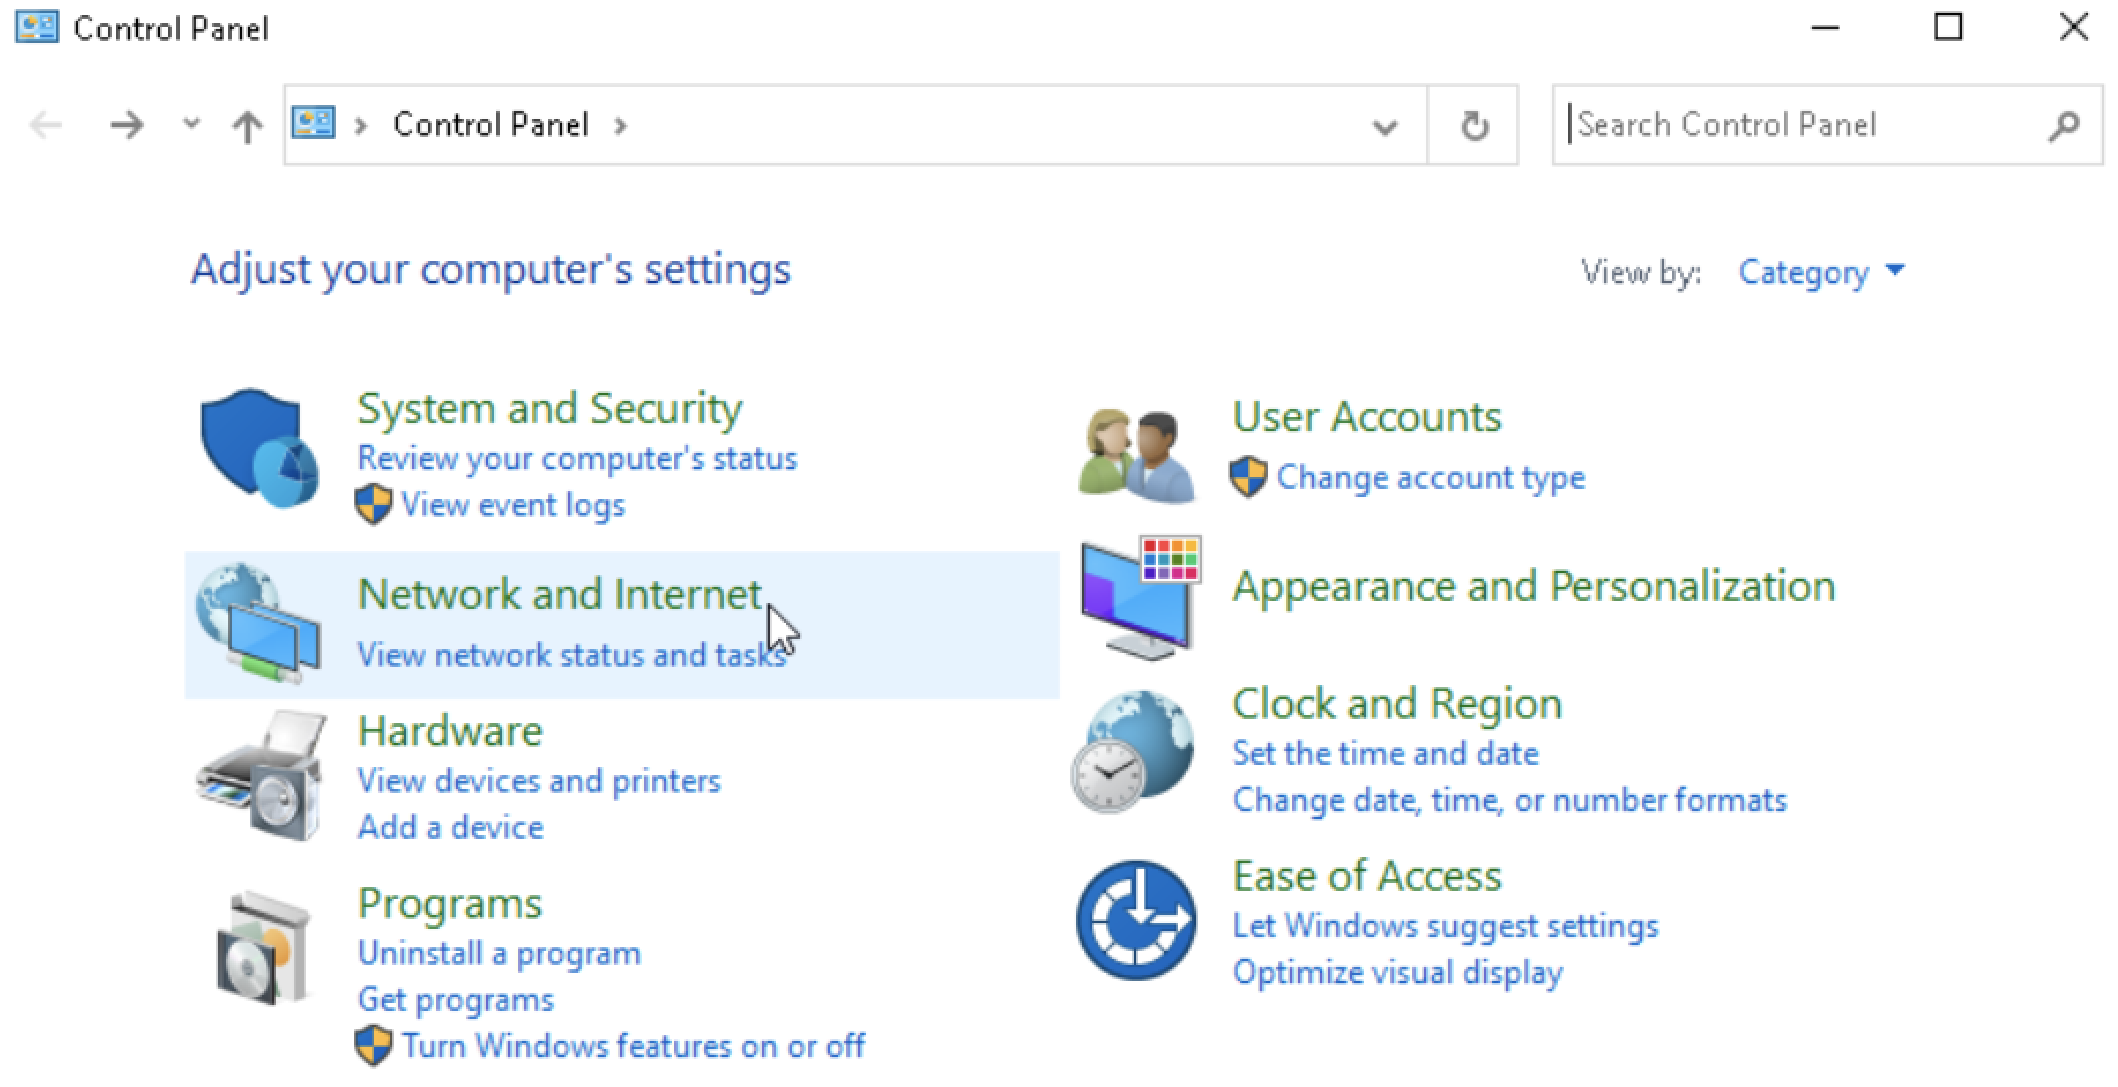 Control Panel
Control Panel
Search Control Panel
Adjust your computer's settings
View by: Category
System and Security
Review your computer's status
View event logs
Network and Internet
View network status and tasks
Hardware
View devices and printers
Add a device
Programs
Uninstall a program
Get programs
Turn Windows features on or off
User Accounts
Change account type
Appearance and Personalization
Clock and Region
Set the time and date
Change date, time, or number formats
Ease of Access
Let Windows suggest settings
Optimize visual display